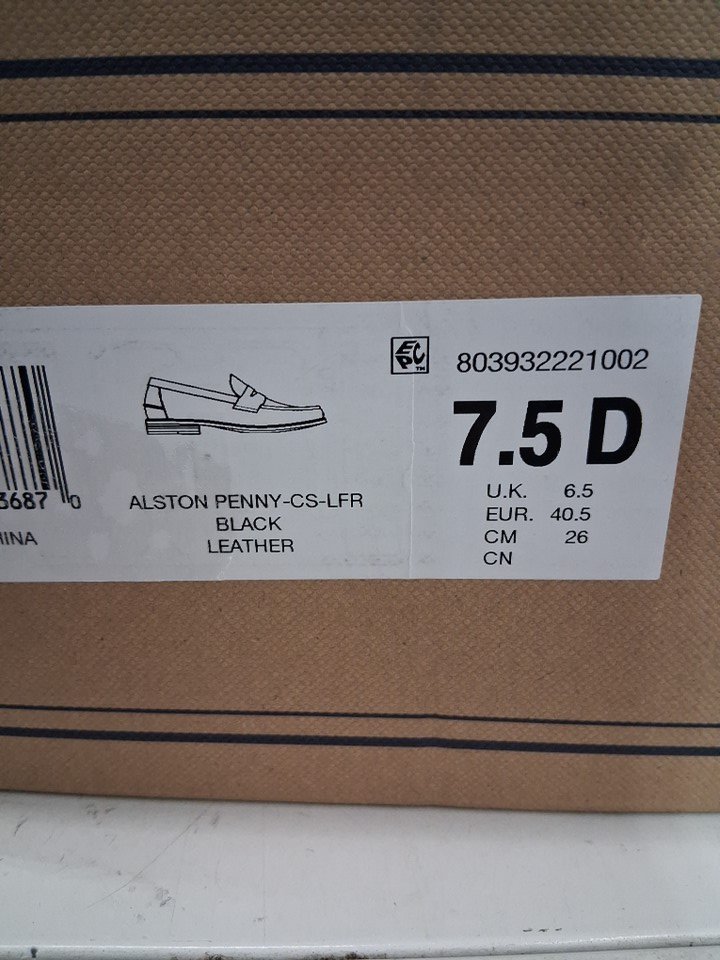 EPC™ 803932221002
7.5 D
U.K. 6.5
EUR. 40.5
CM 26
CN
ALSTON PENNY-CS-LFR
BLACK
LEATHER
3687 0